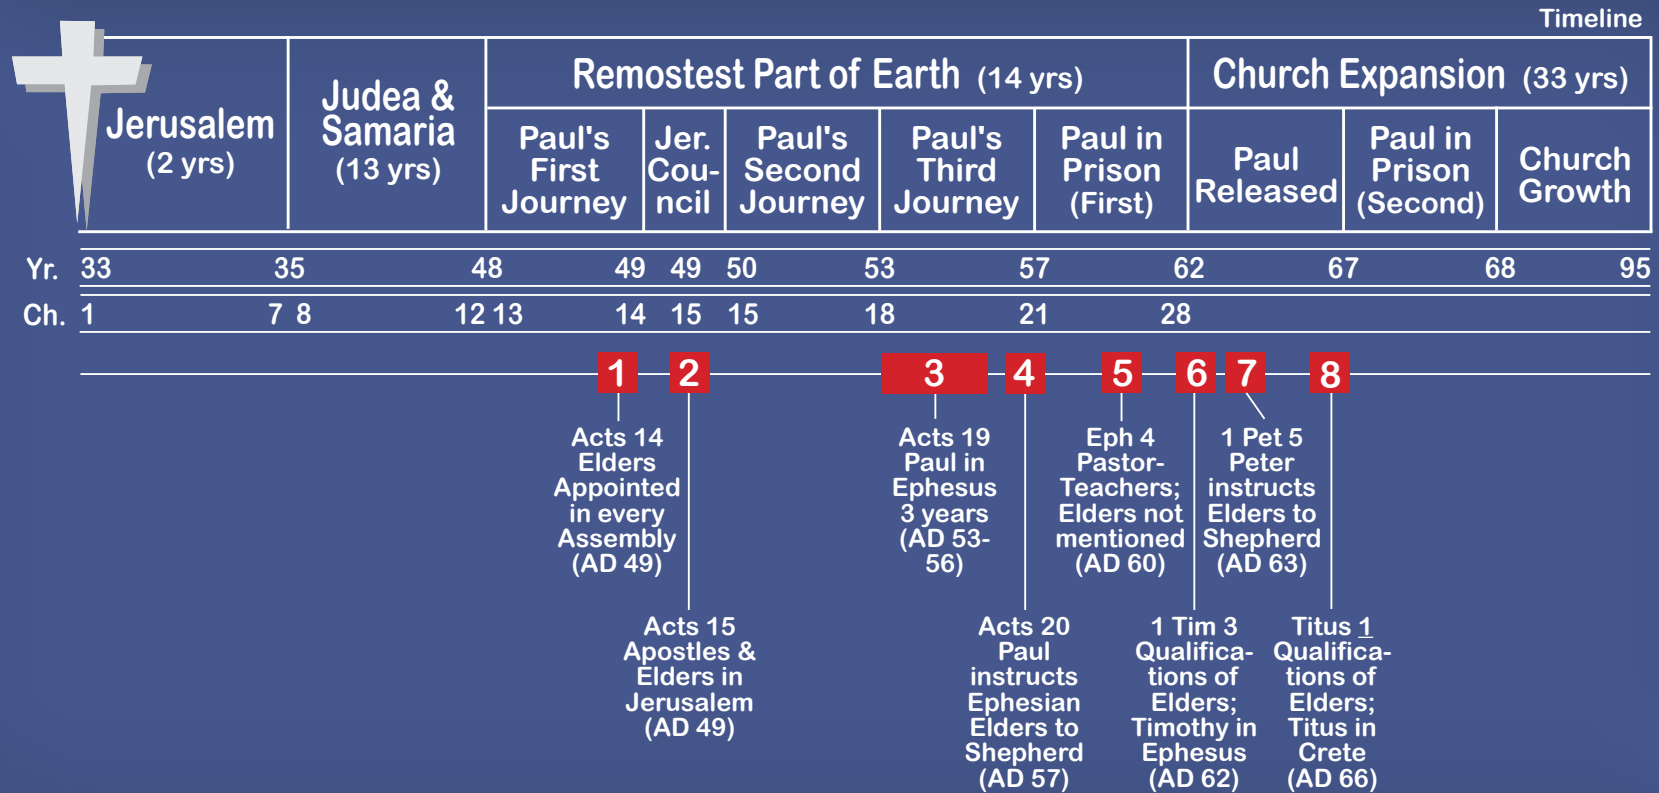 Timeline
Jerusalem
(2 yrs)
Judea &
Samaria
(13 yrs)
Remostest Part of Earth (14 yrs)
Church Expansion (33 yrs)
Paul's
First
Journey
Jer.
Cou-
ncil
Paul's
Second
Journey
Paul's
Third
Journey
Paul in
Prison
(First)
Paul
Released
Paul in
Prison
(Second)
Church
Growth
Yr. 33 35 48 49 49 50 53 57 62 67 68 95
Ch. 1 7 8 12 13 14 15 15 18 21 28
1 2 3 4 5 6 7 8
Acts 14
Elders
Appointed
in every
Assembly
(AD 49)
Acts 15
Apostles &
Elders in
Jerusalem
(AD 49)
Acts 19
Paul in
Ephesus
3 years
(AD 53-
56)
Acts 20
Paul
instructs
Ephesian
Elders to
Shepherd
(AD 57)
Eph 4
Pastor-
Teachers;
Elders not
mentioned
(AD 60)
1 Tim 3
Qualifica-
tions of
Elders;
Timothy in
Ephesus
(AD 62)
1 Pet 5
Peter
instructs
Elders to
Shepherd
(AD 63)
Titus 1
Qualifica-
tions of
Elders;
Titus in
Crete
(AD 66)